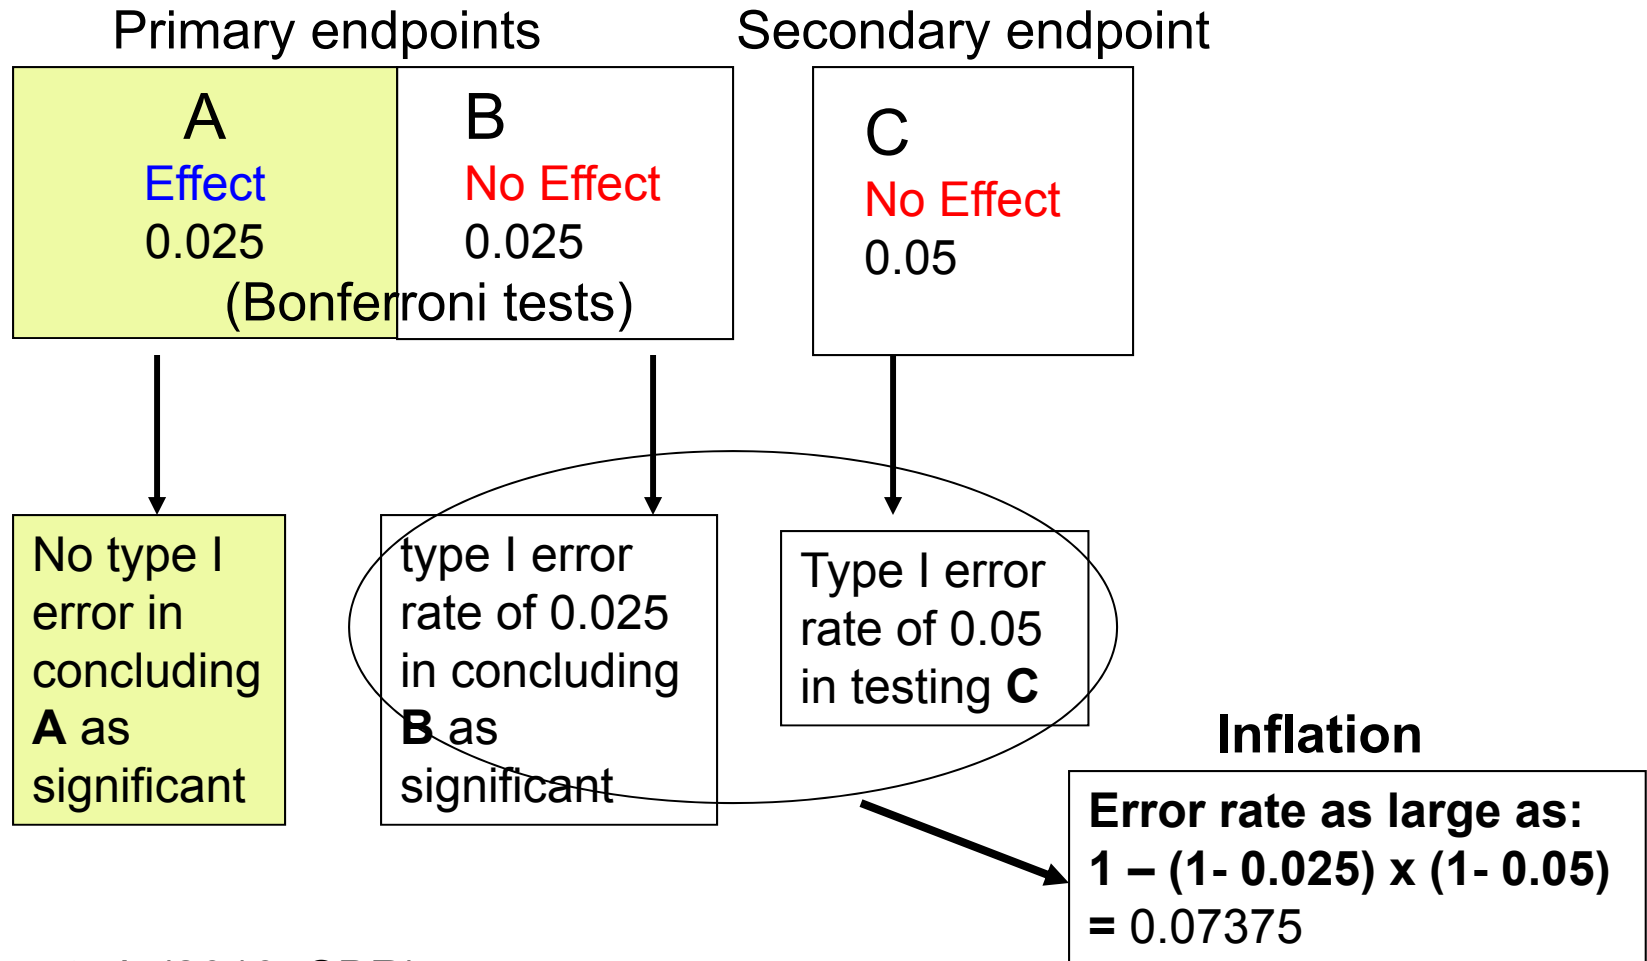 Primary endpoints
Secondary endpoint
A
Effect
0.025
B
No Effect
0.025
(Bonferroni tests)
C
No Effect
0.05
No type I
error in
concluding
A as
significant
type I error
rate of 0.025
in concluding
B as
significant
Type I error
rate of 0.05
in testing C
Inflation
Error rate as large as:
1 – (1- 0.025) x (1- 0.05)
= 0.07375